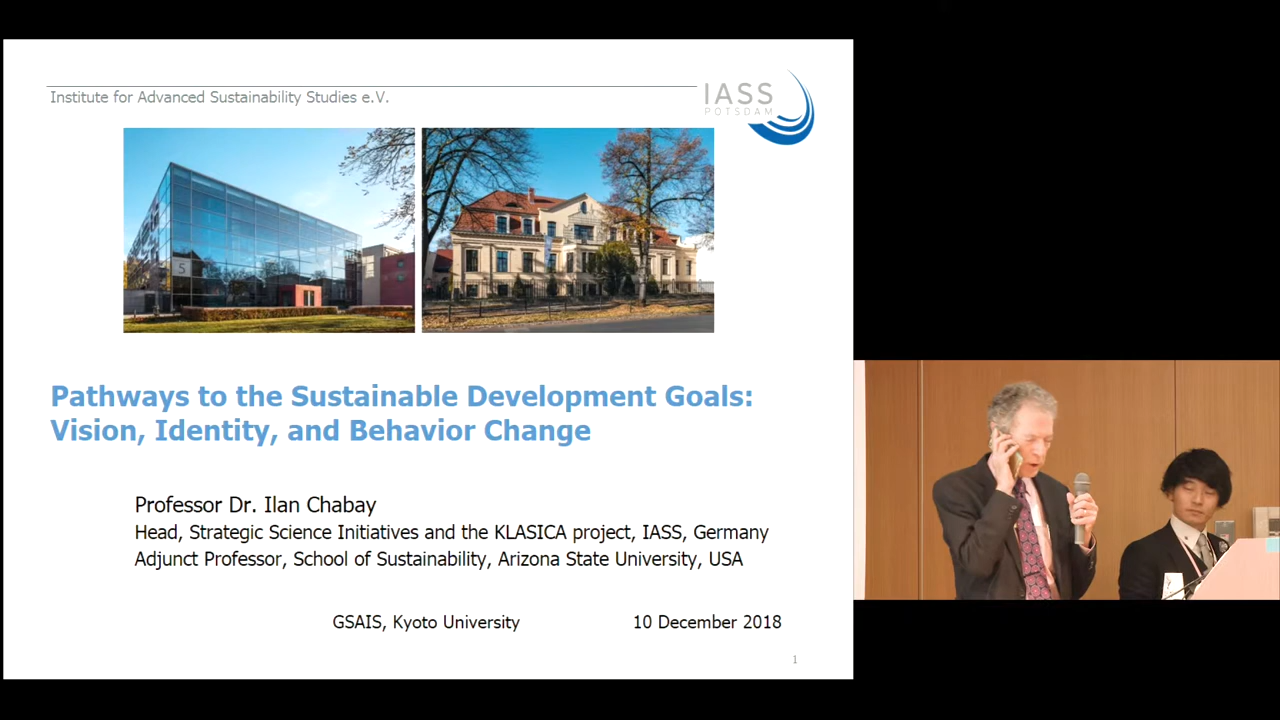 Institute for Advanced Sustainability Studies e.V.
IASS
POTSDAM
5
Pathways to the Sustainable Development Goals:
Vision, Identity, and Behavior Change
Professor Dr. Ilan Chabay
Head, Strategic Science Initiatives and the KLASICA project, IASS, Germany
Adjunct Professor, School of Sustainability, Arizona State University, USA
GSAIS, Kyoto University 10 December 2018
1